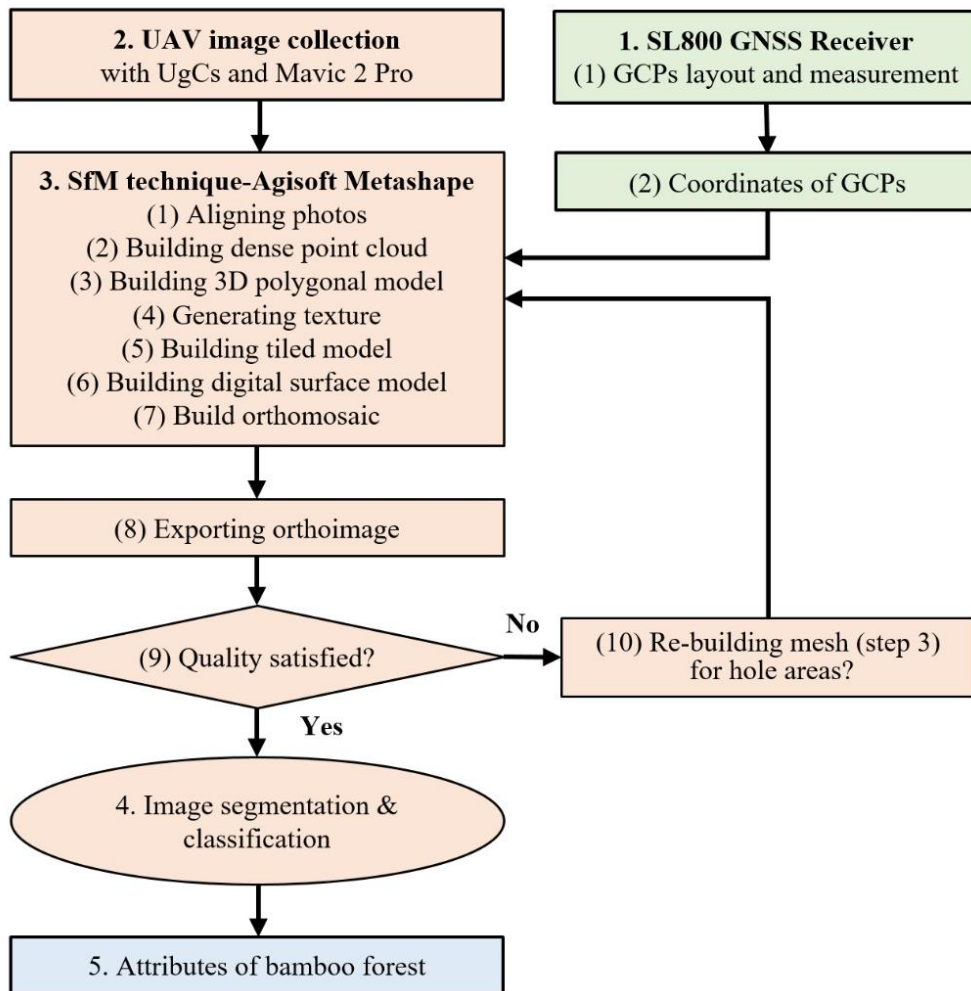 2. UAV image collection
with UgCs and Mavic 2 Pro
1. SL800 GNSS Receiver
(1) GCPs layout and measurement
(2) Coordinates of GCPs
3. SfM technique-Agisoft Metashape
(1) Aligning photos
(2) Building dense point cloud
(3) Building 3D polygonal model
(4) Generating texture
(5) Building tiled model
(6) Building digital surface model
(7) Build orthomosaic
(8) Exporting orthoimage
(9) Quality satisfied?
No
(10) Re-building mesh (step 3)
for hole areas?
Yes
4. Image segmentation &
classification
5. Attributes of bamboo forest